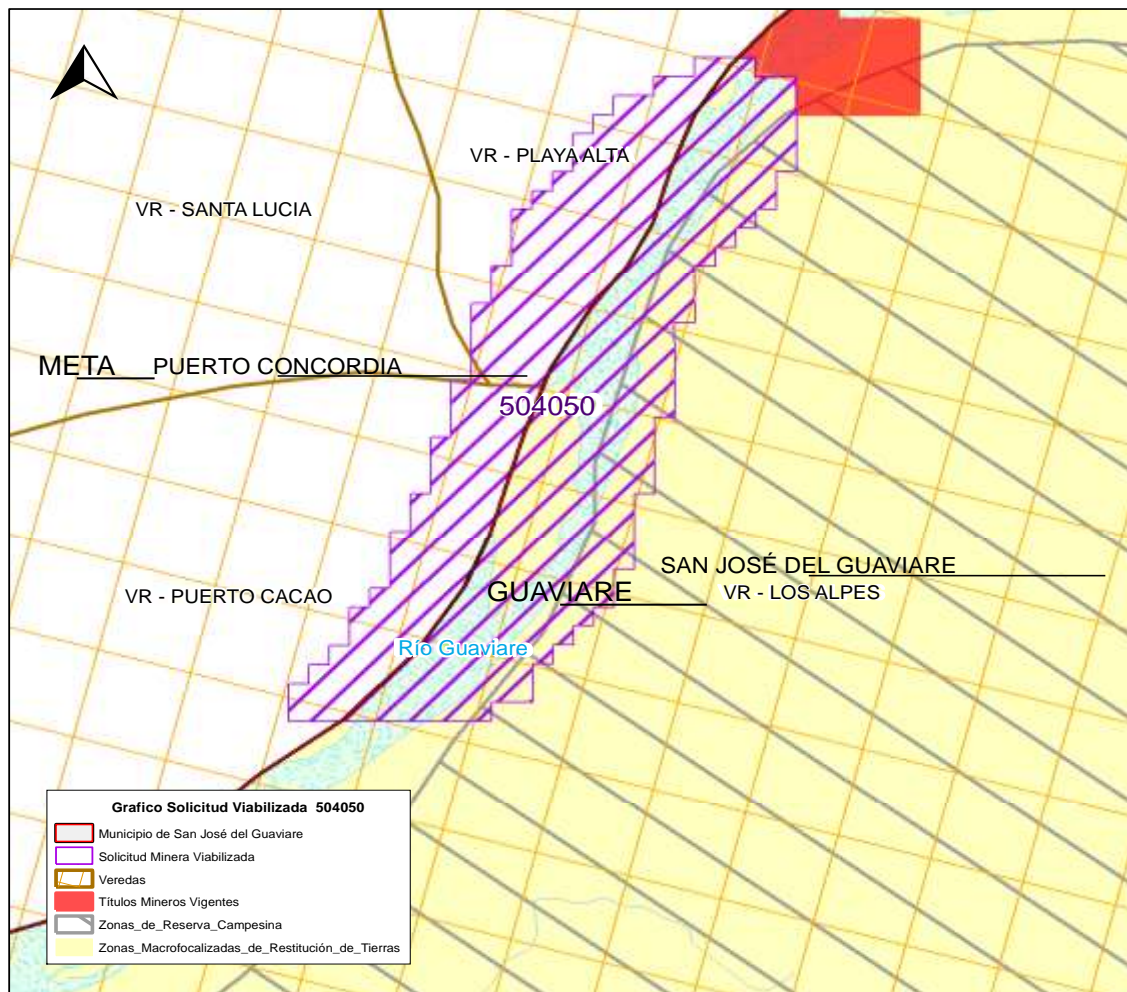 VR - PLAYA ALTA
VR - SANTA LUCIA
META PUERTO CONCORDIA
504050
SAN JOSÉ DEL GUAVIARE
GUAVIARE VR - LOS ALPES
VR - PUERTO CACAO
Río Guaviare
Grafico Solicitud Viabilizada 504050
Municipio de San José del Guaviare
Solicitud Minera Viabilizada
Veredas
Títulos Mineros Vigentes
Zonas_de_Reserva_Campesina
Zonas_Macrofocalizadas_de_Restitución_de_Tierras